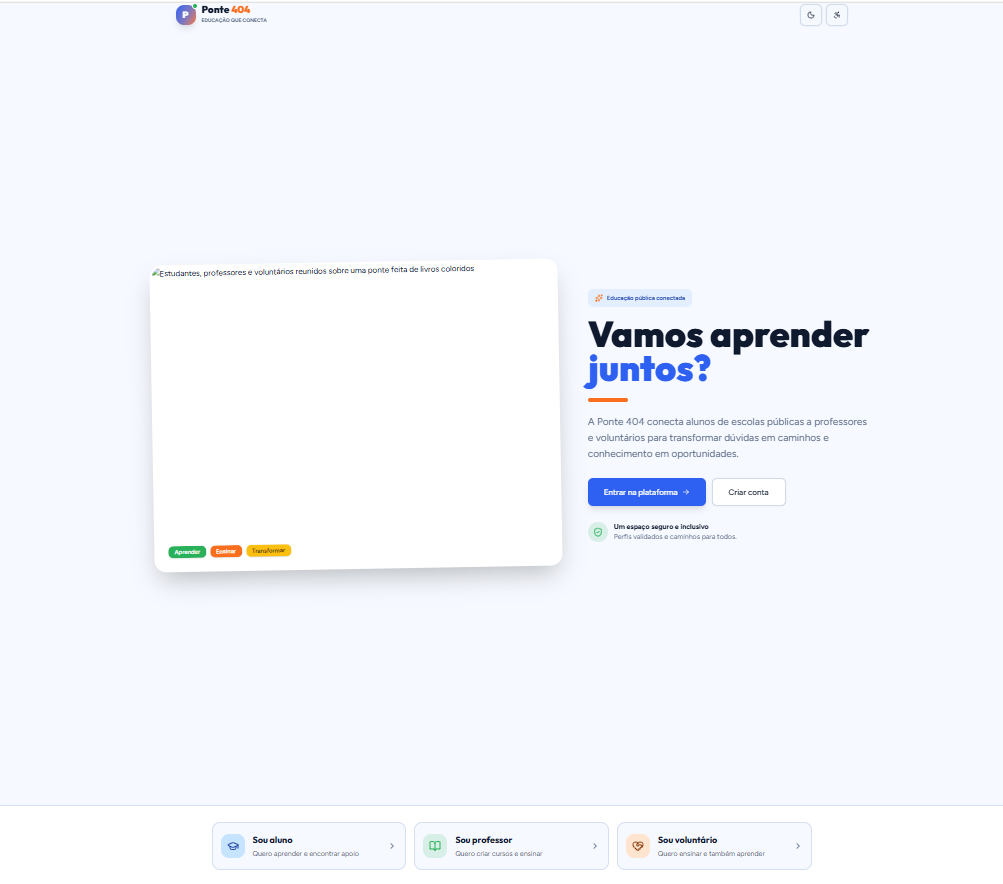 P
Ponte 404
EDUCAÇÃO QUE CONECTA
Estudantes, professores e voluntários reunidos sobre uma ponte feita de livros coloridos
Aprender
Ensinar
Transformar
Educação pública conectada
Vamos aprender
juntos?
A Ponte 404 conecta alunos de escolas públicas a professores
e voluntários para transformar dúvidas em caminhos e
conhecimento em oportunidades.
Entrar na plataforma →
Criar conta
Um espaço seguro e inclusivo
Perfis validados e caminhos para todos.
Sou aluno
Quero aprender e encontrar apoio
Sou professor
Quero criar cursos e ensinar
Sou voluntário
Quero ensinar e também aprender